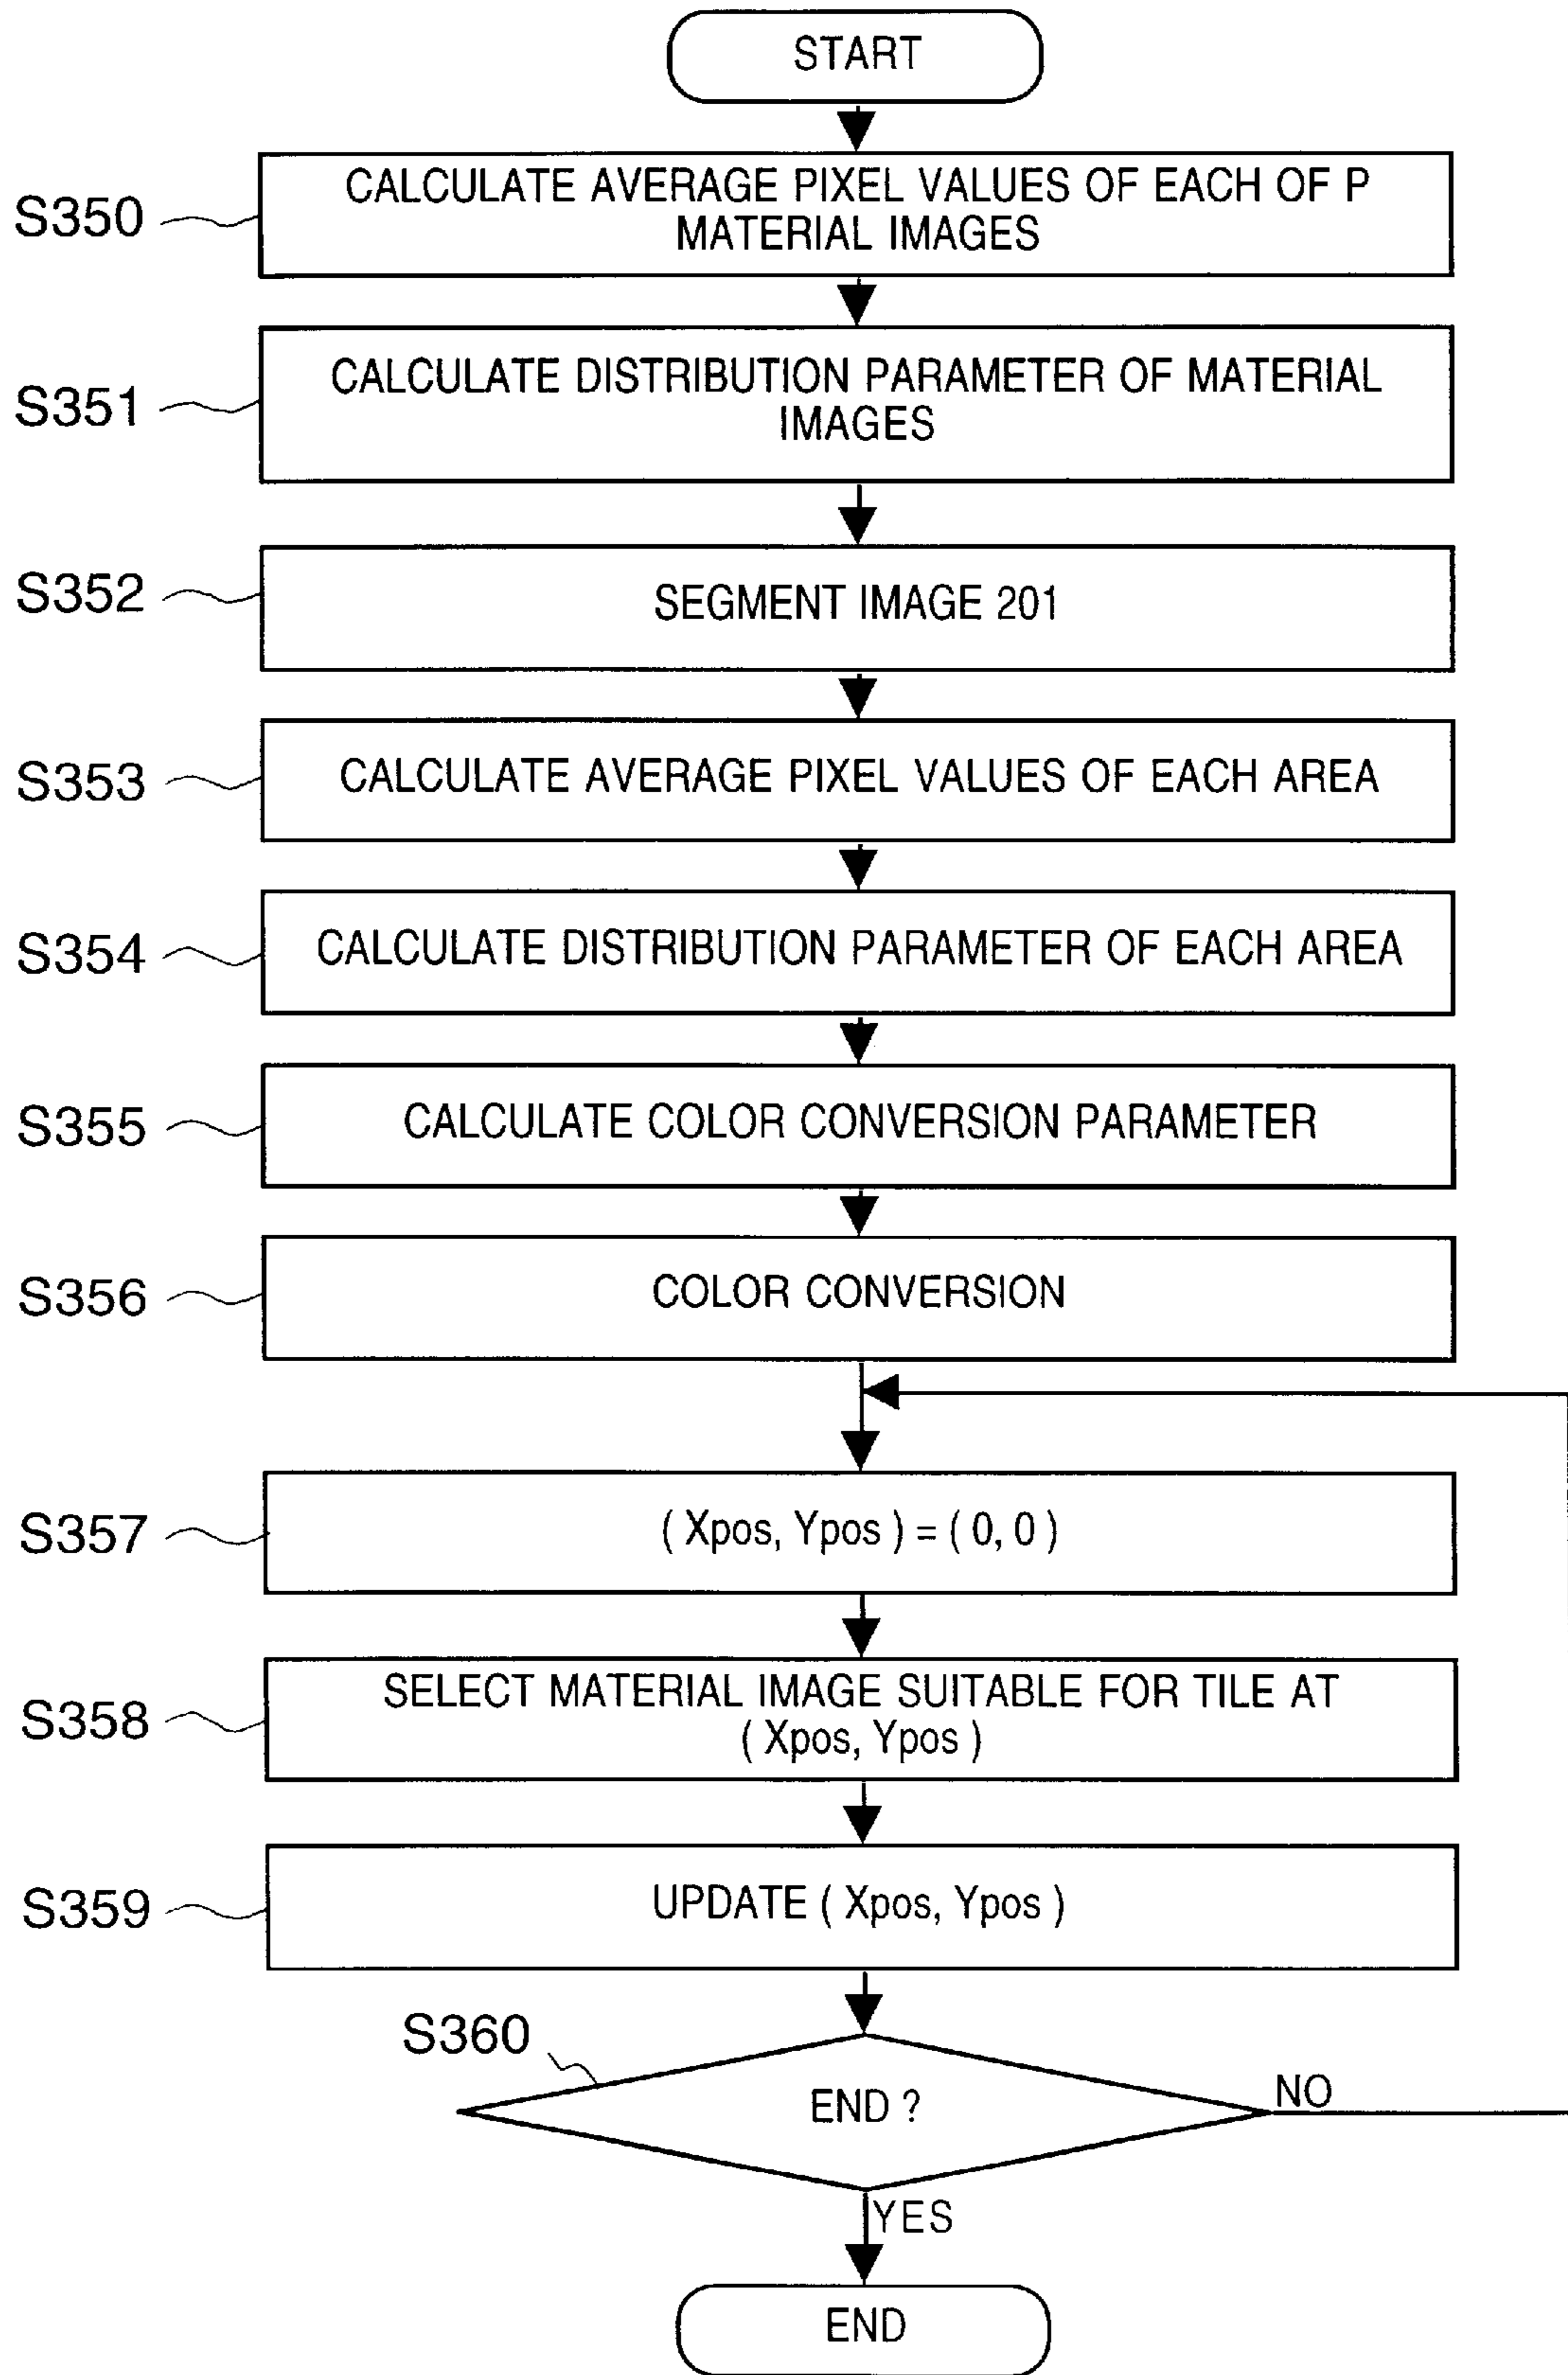 START
S350
CALCULATE AVERAGE PIXEL VALUES OF EACH OF P
MATERIAL IMAGES
S351
CALCULATE DISTRIBUTION PARAMETER OF MATERIAL
IMAGES
S352
SEGMENT IMAGE 201
S353
CALCULATE AVERAGE PIXEL VALUES OF EACH AREA
S354
CALCULATE DISTRIBUTION PARAMETER OF EACH AREA
S355
CALCULATE COLOR CONVERSION PARAMETER
S356
COLOR CONVERSION
S357
( Xpos, Ypos ) = ( 0, 0 )
S358
SELECT MATERIAL IMAGE SUITABLE FOR TILE AT
( Xpos, Ypos )
S359
UPDATE ( Xpos, Ypos )
S360
END ?
NO
YES
END